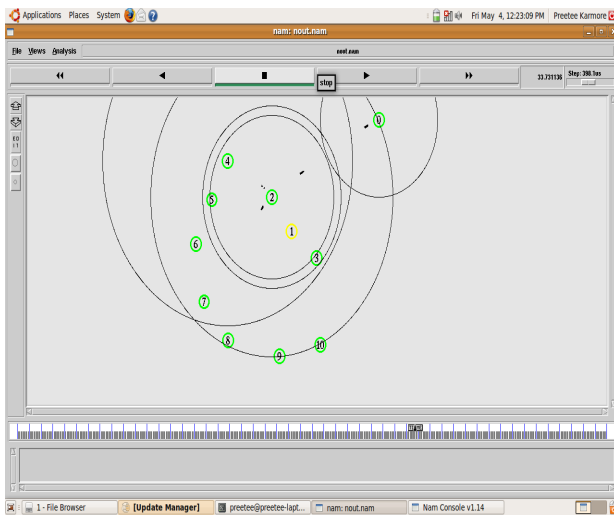 Applications Places System Fri May 4, 12:23:09 PM Preetee Karmore
nam: nout.nam
File Views Analysis nout.nam
33.731136 Step: 398.1us
stop
0
4
5
2
1
6
3
7
8
9
10
1 - File Browser [Update Manager] preetee@preetee-lapt... nam: nout.nam Nam Console v1.14